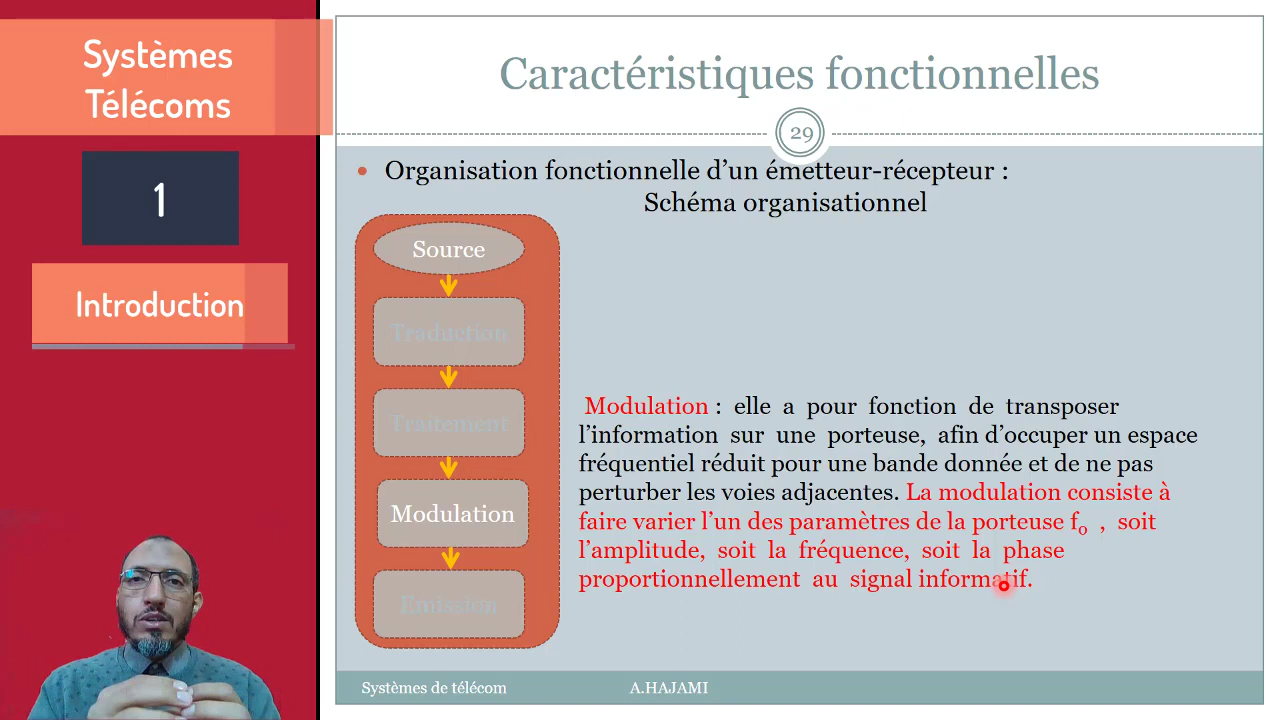 Systèmes
Télécoms
1
Introduction
Caractéristiques fonctionnelles
29
• Organisation fonctionnelle d’un émetteur-récepteur :
Schéma organisationnel
Source
Traduction
Traitement
Modulation
Emission
Modulation : elle a pour fonction de transposer
l’information sur une porteuse, afin d’occuper un espace
fréquentiel réduit pour une bande donnée et de ne pas
perturber les voies adjacentes. La modulation consiste à
faire varier l’un des paramètres de la porteuse fo , soit
l’amplitude, soit la fréquence, soit la phase
proportionnellement au signal informatif.
Systèmes de télécom A.HAJAMI